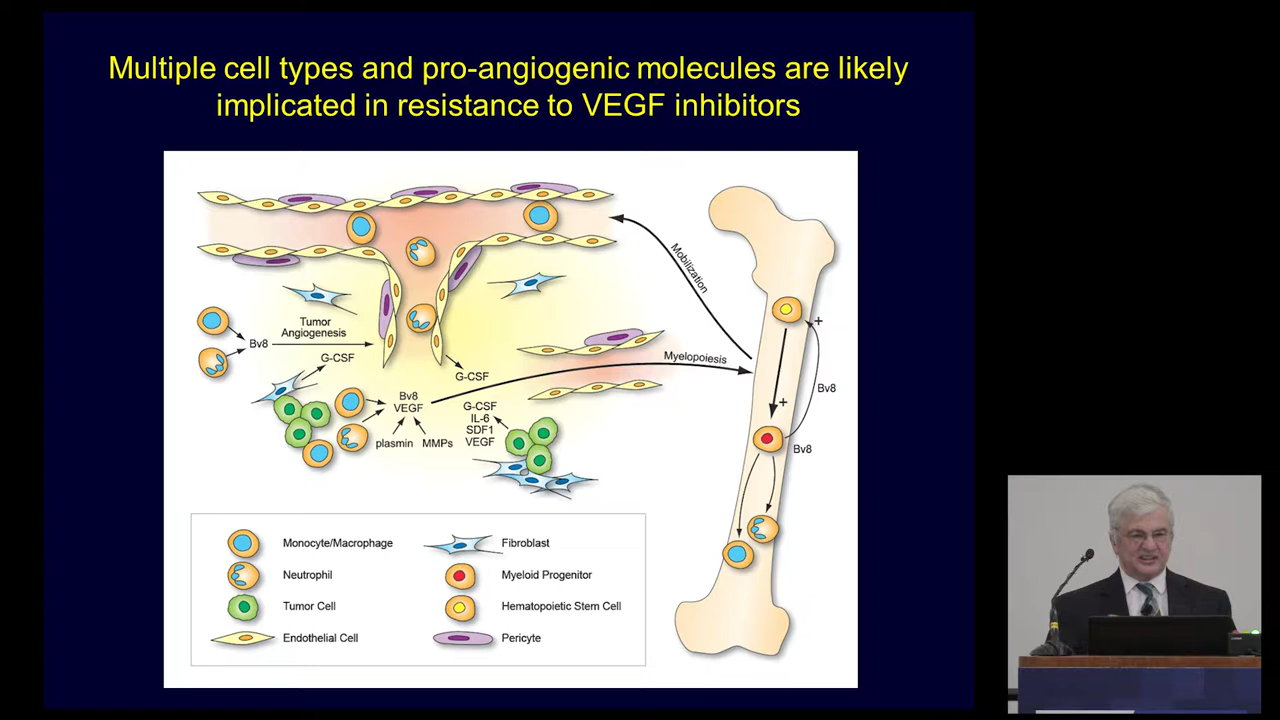 Multiple cell types and pro-angiogenic molecules are likely
implicated in resistance to VEGF inhibitors
Mobilization
+
Tumor
Angiogenesis
Bv8
G-CSF
Myelopoiesis
G-CSF
Bv8
Bv8
VEGF
G-CSF
IL-6
SDF1
VEGF
+
plasmin
MMPs
Bv8
Monocyte/Macrophage
Fibroblast
Neutrophil
Myeloid Progenitor
Tumor Cell
Hematopoietic Stem Cell
Endothelial Cell
Pericyte